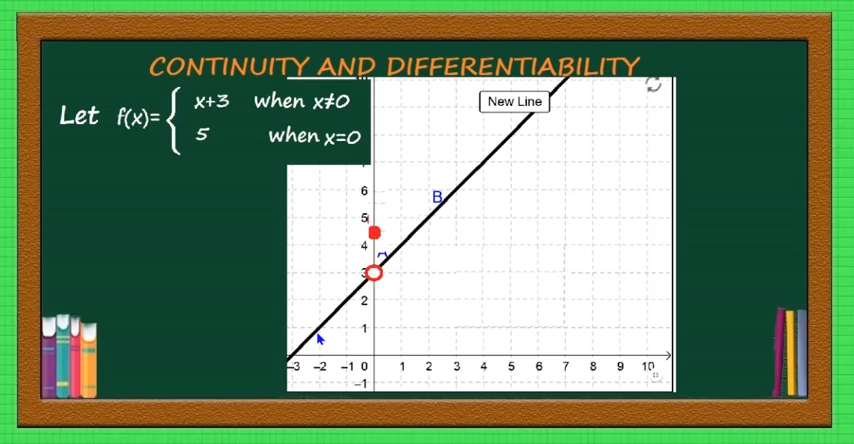 CONTINUITY AND DIFFERENTIABILITY
Let f(x)= { x+3 when x≠0
5 when x=0
New Line
6
B
5
4
A
3
2
1
−3 −2 −1 0 1 2 3 4 5 6 7 8 9 10
−1